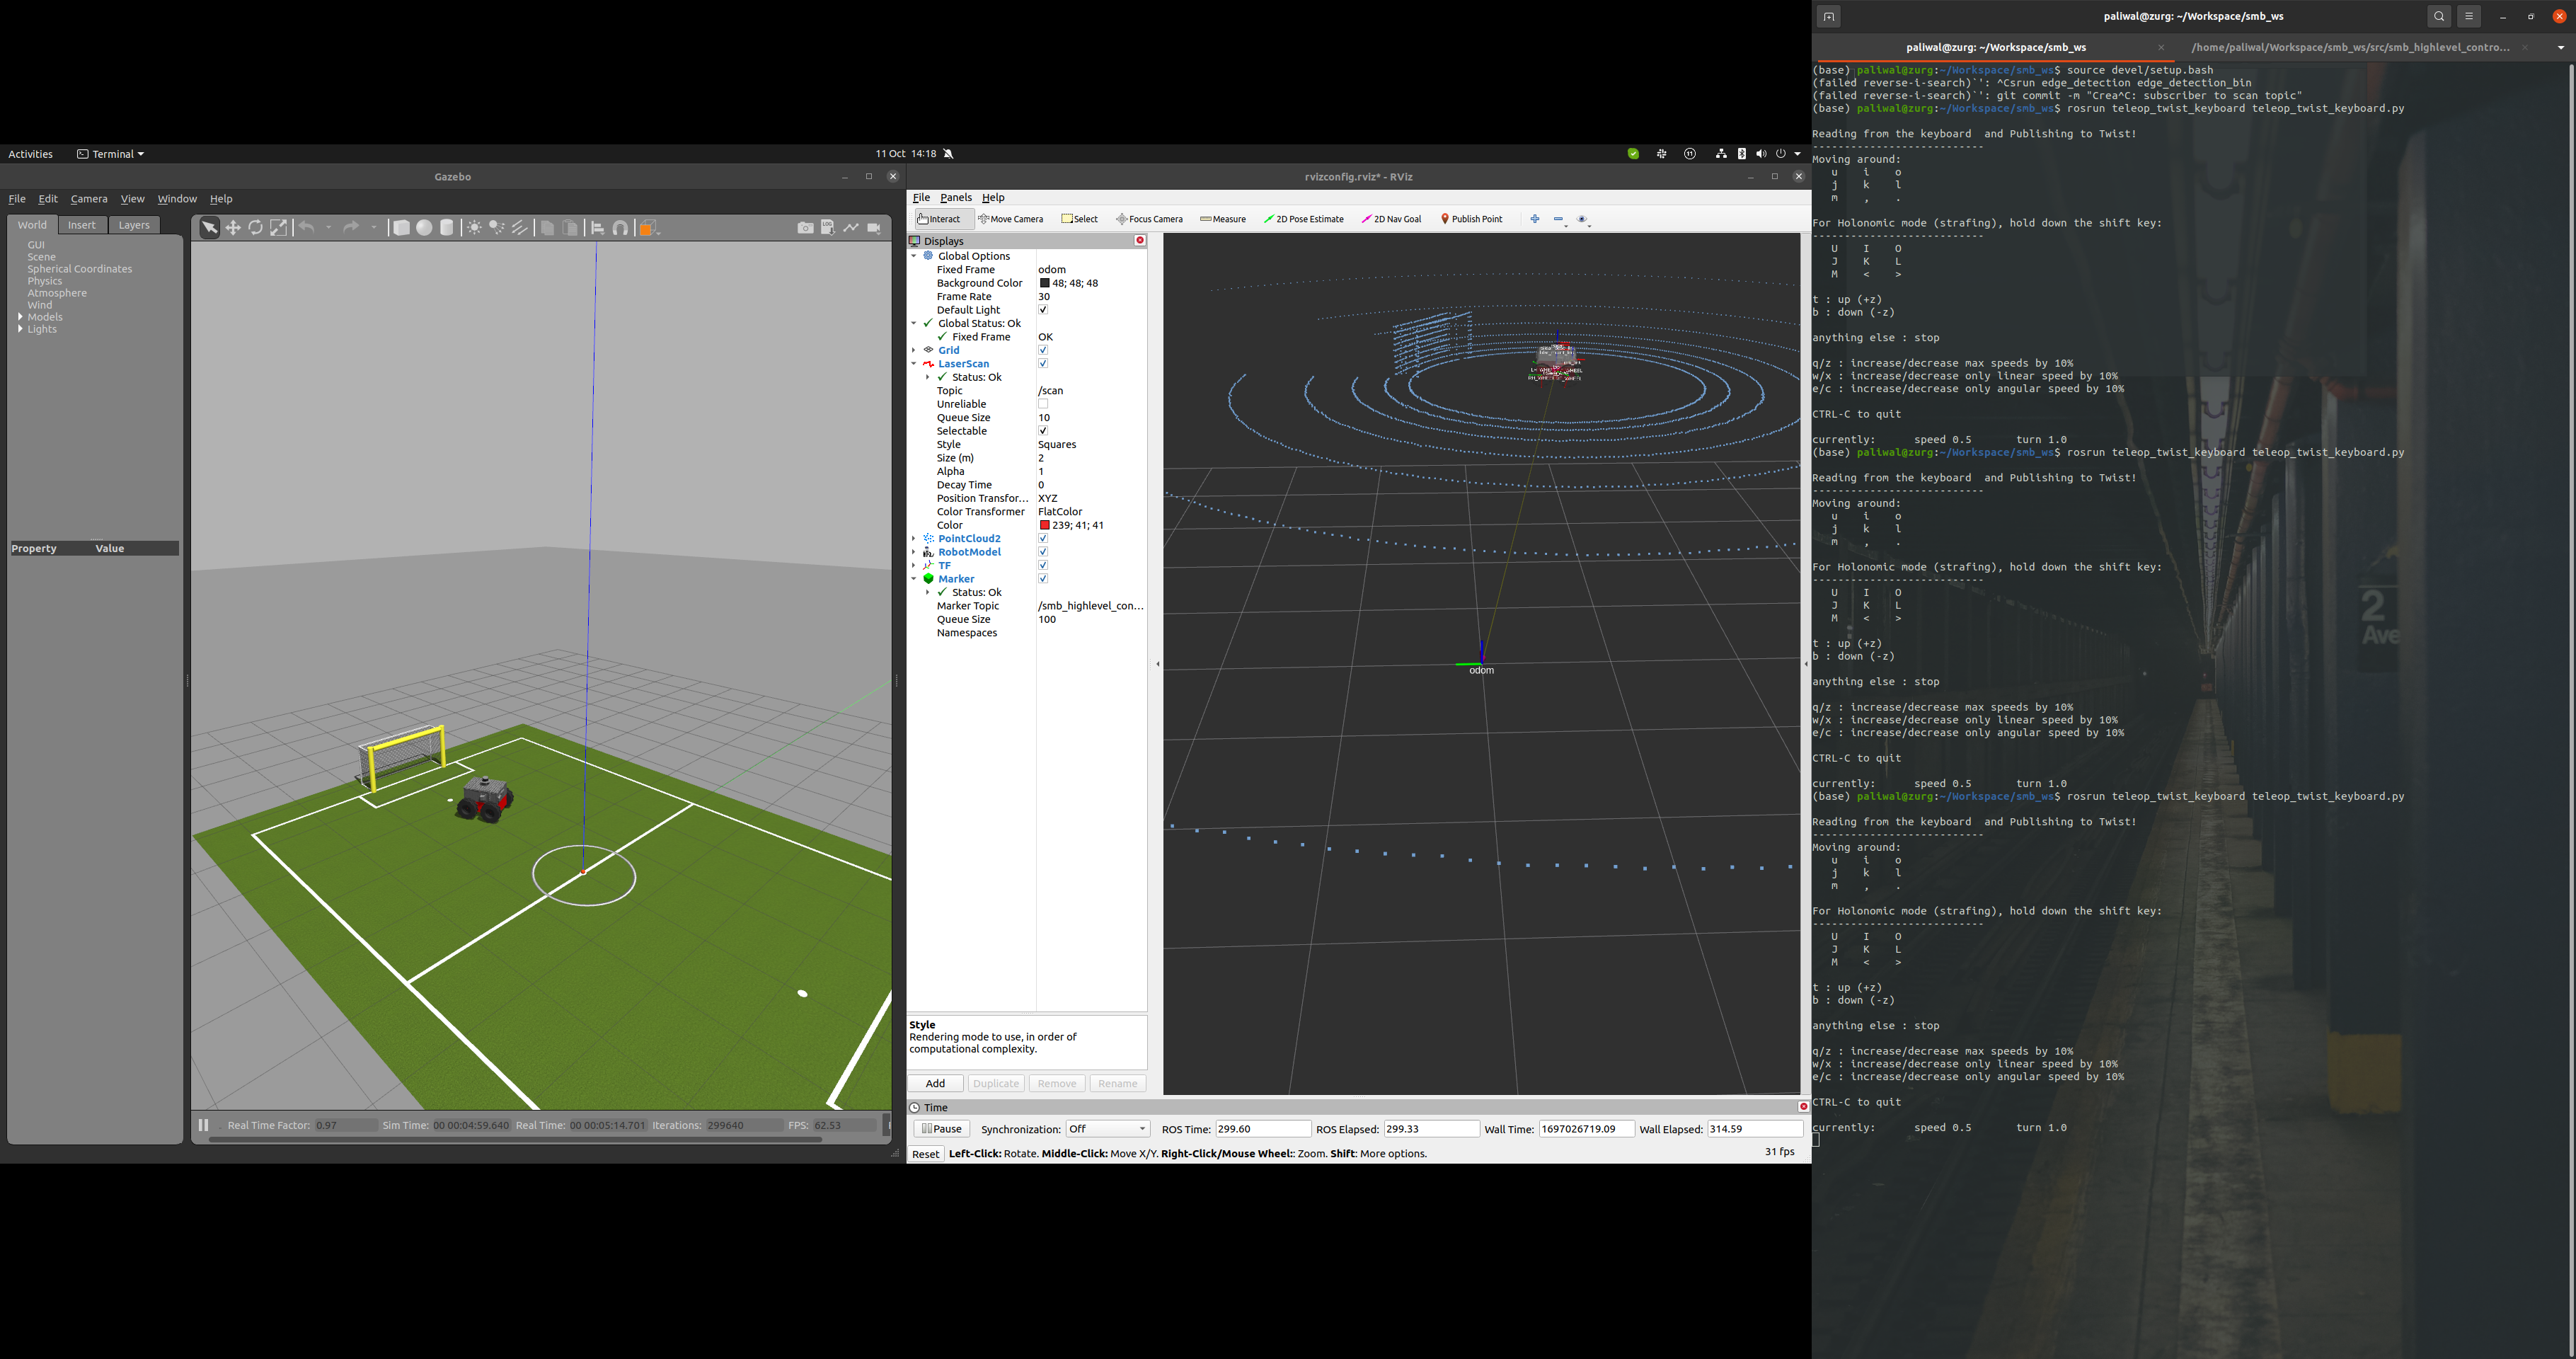 Activities Terminal 11 Oct 14:18
Gazebo
File Edit Camera View Window Help
World Insert Layers
GUI
Scene
Spherical Coordinates
Physics
Atmosphere
Wind
Models
Lights
Property Value
Real Time Factor: 0.97 Sim Time: 00 00:04:59.640 Real Time: 00 00:05:14.701 Iterations: 299640 FPS: 62.53
rvizconfig.rviz* - RViz
File Panels Help
Interact Move Camera Select Focus Camera Measure 2D Pose Estimate 2D Nav Goal Publish Point
Displays
Global Options
Fixed Frame odom
Background Color 48; 48; 48
Frame Rate 30
Default Light
Global Status: Ok
Fixed Frame OK
Grid
LaserScan
Status: Ok
Topic /scan
Unreliable
Queue Size 10
Selectable
Style Squares
Size (m) 2
Alpha 1
Decay Time 0
Position Transfor... XYZ
Color Transformer FlatColor
Color 239; 41; 41
PointCloud2
RobotModel
TF
Marker
Status: Ok
Marker Topic /smb_highlevel_con...
Queue Size 100
Namespaces
Style
Rendering mode to use, in order of
computational complexity.
Add Duplicate Remove Rename
odom
Time
Pause Synchronization: Off ROS Time: 299.60 ROS Elapsed: 299.33 Wall Time: 1697026719.09 Wall Elapsed: 314.59
Reset Left-Click: Rotate. Middle-Click: Move X/Y. Right-Click/Mouse Wheel:: Zoom. Shift: More options. 31 fps
paliwal@zurg: ~/Workspace/smb_ws
paliwal@zurg: ~/Workspace/smb_ws /home/paliwal/Workspace/smb_ws/src/smb_highlevel_contro...
(base) paliwal@zurg:~/Workspace/smb_ws$ source devel/setup.bash
(failed reverse-i-search)`': ^Csrun edge_detection edge_detection_bin
(failed reverse-i-search)`': git commit -m "Crea^C: subscriber to scan topic"
(base) paliwal@zurg:~/Workspace/smb_ws$ rosrun teleop_twist_keyboard teleop_twist_keyboard.py
Reading from the keyboard  and Publishing to Twist!
---------------------------
Moving around:
u i o
j k l
m , .
For Holonomic mode (strafing), hold down the shift key:
---------------------------
U I O
J K L
M < >
t : up (+z)
b : down (-z)
anything else : stop
q/z : increase/decrease max speeds by 10%
w/x : increase/decrease only linear speed by 10%
e/c : increase/decrease only angular speed by 10%
CTRL-C to quit
currently: speed 0.5 turn 1.0
(base) paliwal@zurg:~/Workspace/smb_ws$ rosrun teleop_twist_keyboard teleop_twist_keyboard.py
Reading from the keyboard  and Publishing to Twist!
---------------------------
Moving around:
u i o
j k l
m , .
For Holonomic mode (strafing), hold down the shift key:
---------------------------
U I O
J K L
M < >
t : up (+z)
b : down (-z)
anything else : stop
q/z : increase/decrease max speeds by 10%
w/x : increase/decrease only linear speed by 10%
e/c : increase/decrease only angular speed by 10%
CTRL-C to quit
currently: speed 0.5 turn 1.0
(base) paliwal@zurg:~/Workspace/smb_ws$ rosrun teleop_twist_keyboard teleop_twist_keyboard.py
Reading from the keyboard  and Publishing to Twist!
---------------------------
Moving around:
u i o
j k l
m , .
For Holonomic mode (strafing), hold down the shift key:
---------------------------
U I O
J K L
M < >
t : up (+z)
b : down (-z)
anything else : stop
q/z : increase/decrease max speeds by 10%
w/x : increase/decrease only linear speed by 10%
e/c : increase/decrease only angular speed by 10%
CTRL-C to quit
currently: speed 0.5 turn 1.0
2
Ave